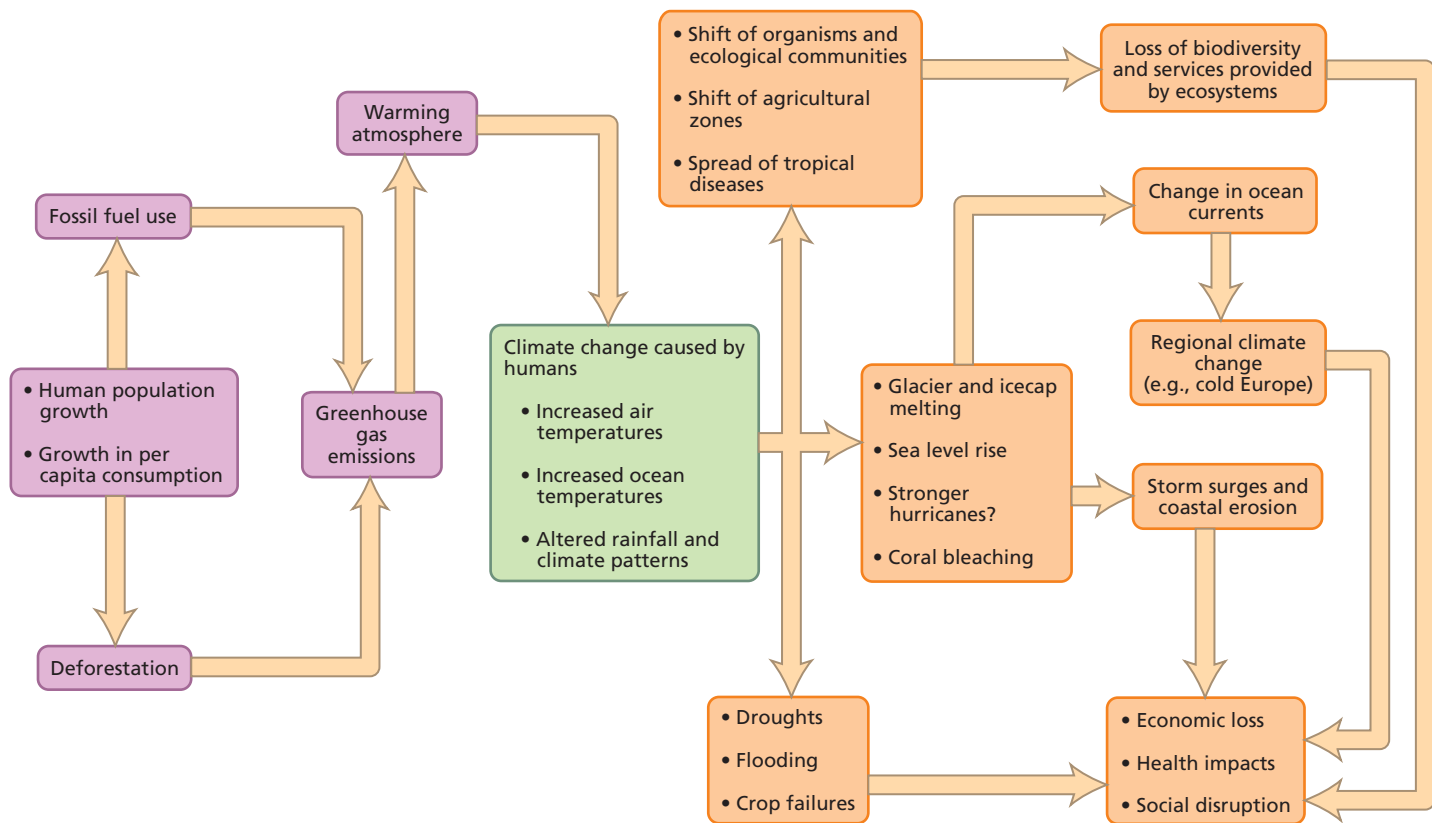 • Shift of organisms and
ecological communities
• Shift of agricultural
zones
• Spread of tropical
diseases
Loss of biodiversity
and services provided
by ecosystems
Warming
atmosphere
Fossil fuel use
Change in ocean
currents
• Human population
growth
• Growth in per
capita consumption
Greenhouse
gas
emissions
Climate change caused by
humans
• Increased air
temperatures
• Increased ocean
temperatures
• Altered rainfall and
climate patterns
• Glacier and icecap
melting
• Sea level rise
• Stronger
hurricanes?
• Coral bleaching
Regional climate
change
(e.g., cold Europe)
Storm surges and
coastal erosion
Deforestation
• Droughts
• Flooding
• Crop failures
• Economic loss
• Health impacts
• Social disruption